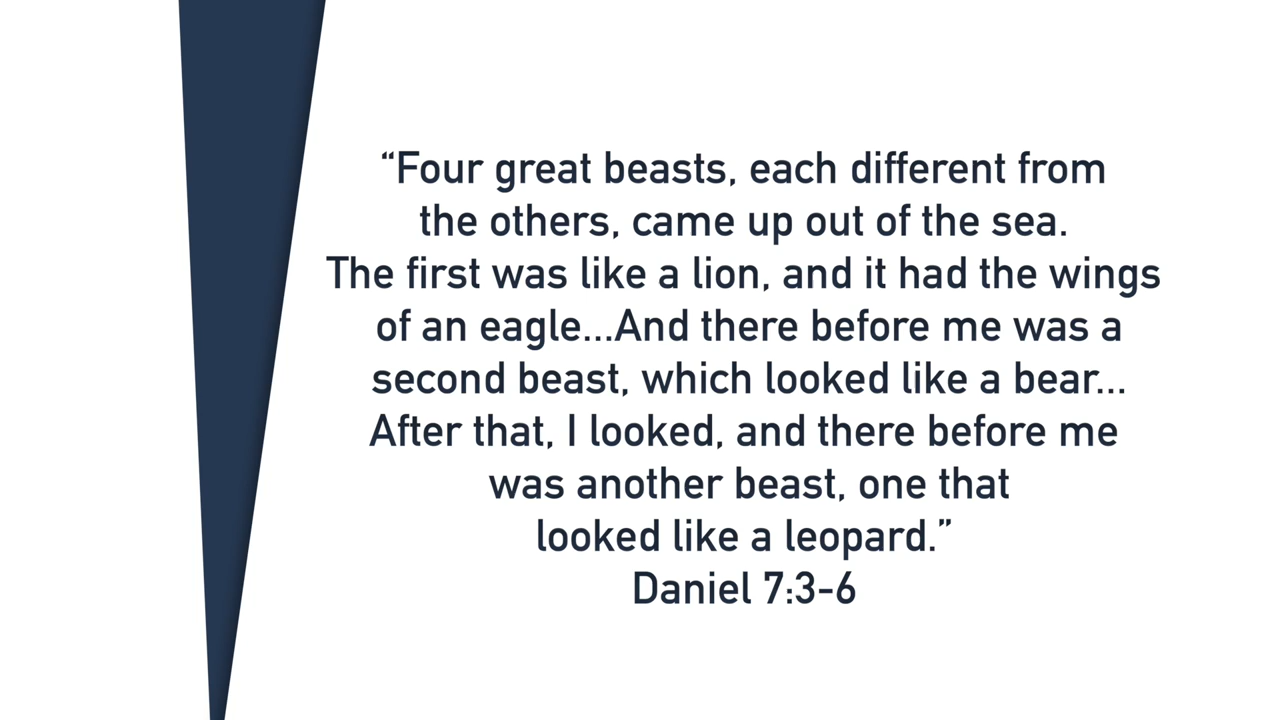 “Four great beasts, each different from
the others, came up out of the sea.
The first was like a lion, and it had the wings
of an eagle...And there before me was a
second beast, which looked like a bear...
After that, I looked, and there before me
was another beast, one that
looked like a leopard.”
Daniel 7:3-6